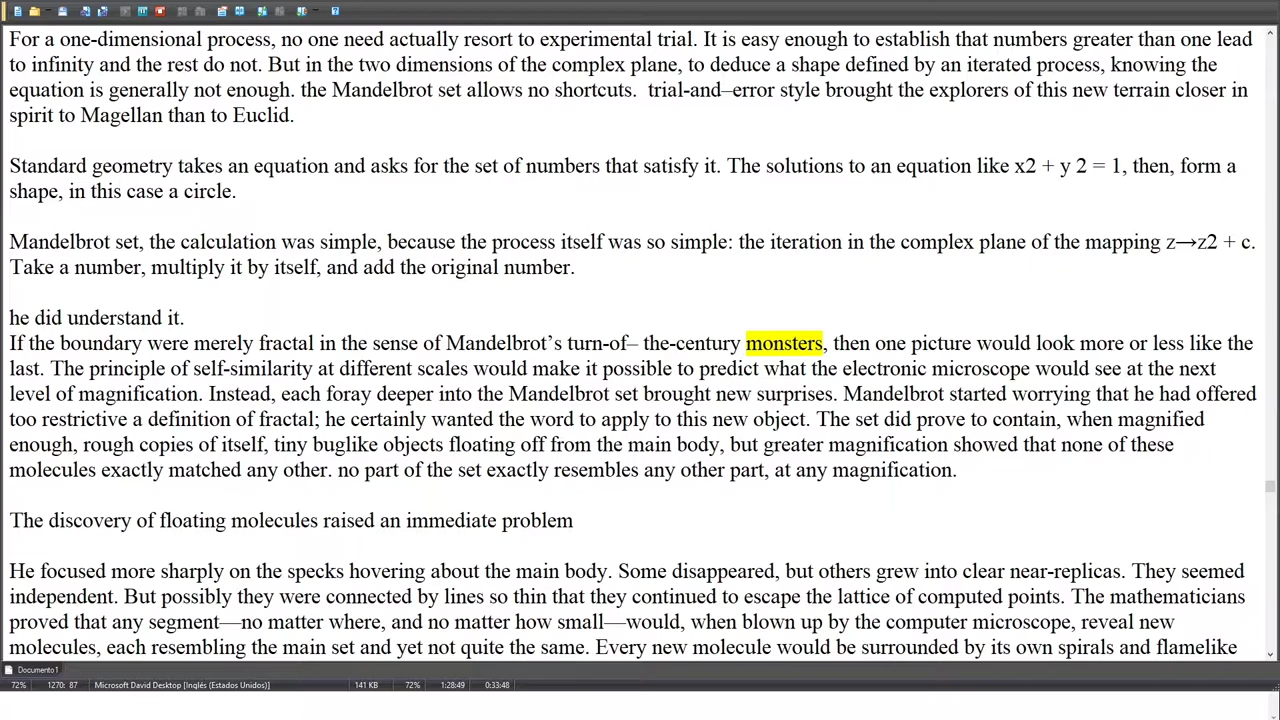 For a one-dimensional process, no one need actually resort to experimental trial. It is easy enough to establish that numbers greater than one lead
to infinity and the rest do not. But in the two dimensions of the complex plane, to deduce a shape defined by an iterated process, knowing the
equation is generally not enough. the Mandelbrot set allows no shortcuts.  trial-and–error style brought the explorers of this new terrain closer in
spirit to Magellan than to Euclid.
Standard geometry takes an equation and asks for the set of numbers that satisfy it. The solutions to an equation like x2 + y 2 = 1, then, form a
shape, in this case a circle.
Mandelbrot set, the calculation was simple, because the process itself was so simple: the iteration in the complex plane of the mapping z→z2 + c.
Take a number, multiply it by itself, and add the original number.
he did understand it.
If the boundary were merely fractal in the sense of Mandelbrot’s turn-of– the-century monsters, then one picture would look more or less like the
last. The principle of self-similarity at different scales would make it possible to predict what the electronic microscope would see at the next
level of magnification. Instead, each foray deeper into the Mandelbrot set brought new surprises. Mandelbrot started worrying that he had offered
too restrictive a definition of fractal; he certainly wanted the word to apply to this new object. The set did prove to contain, when magnified
enough, rough copies of itself, tiny buglike objects floating off from the main body, but greater magnification showed that none of these
molecules exactly matched any other. no part of the set exactly resembles any other part, at any magnification.
The discovery of floating molecules raised an immediate problem
He focused more sharply on the specks hovering about the main body. Some disappeared, but others grew into clear near-replicas. They seemed
independent. But possibly they were connected by lines so thin that they continued to escape the lattice of computed points. The mathematicians
proved that any segment—no matter where, and no matter how small—would, when blown up by the computer microscope, reveal new
molecules, each resembling the main set and yet not quite the same. Every new molecule would be surrounded by its own spirals and flamelike
Documento1
72% 1270: 87 Microsoft David Desktop [Inglés (Estados Unidos)] 141 KB 72% 1:28:49 0:33:48